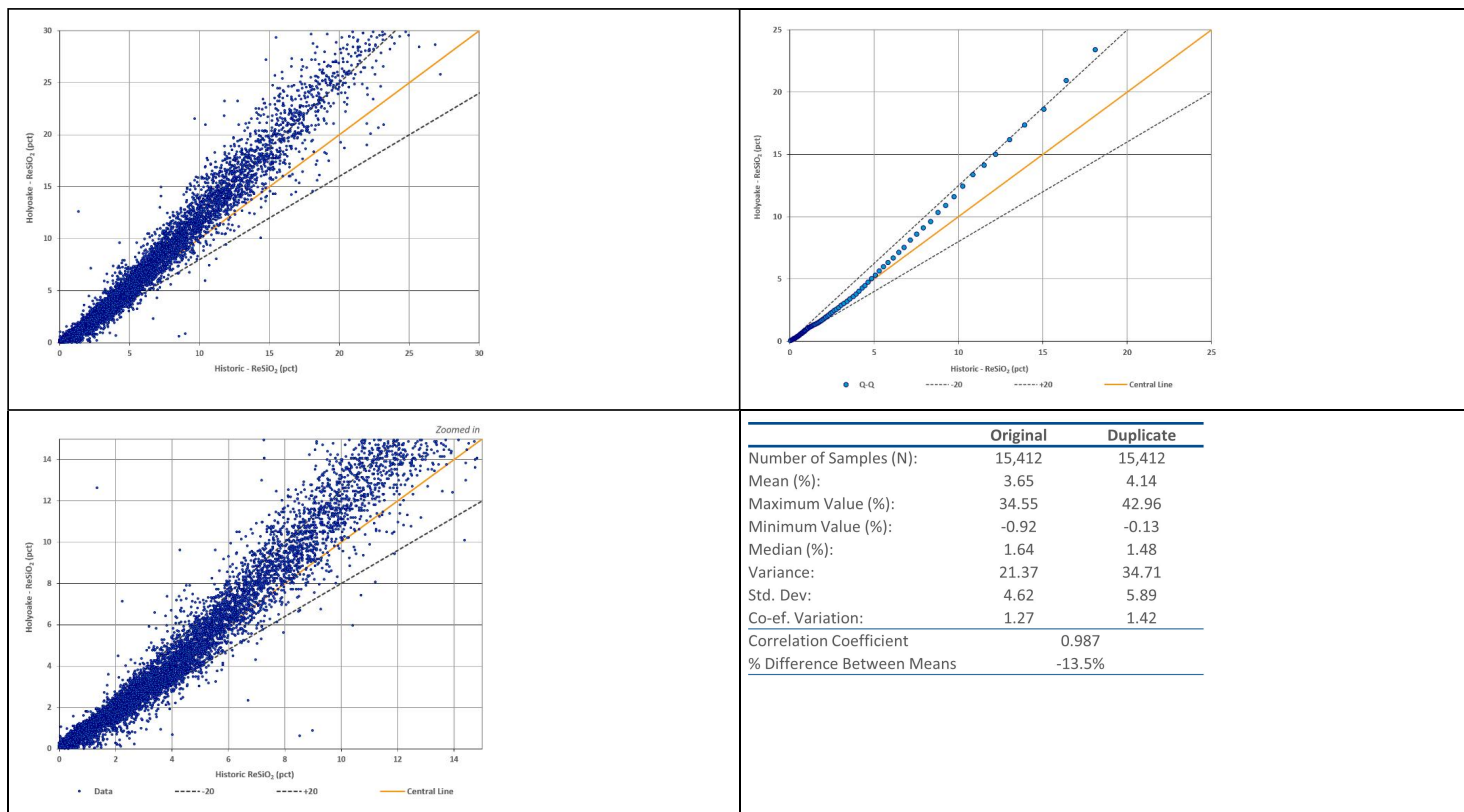 30
25
20
15
10
5
0
0 5 10 15 20 25 30
Holyoake - ReSiO₂ (pct)
Historic - ReSiO₂ (pct)
25
20
15
10
5
0
0 5 10 15 20 25
Holyoake - ReSiO₂ (pct)
Historic - ReSiO₂ (pct)
Q-Q -20 +20 Central Line
Zoomed in
14
12
10
8
6
4
2
0
0 2 4 6 8 10 12 14
Holyoake - ReSiO₂ (pct)
Historic ReSiO₂ (pct)
Data -20 +20 Central Line
Original Duplicate
Number of Samples (N): 15,412 15,412
Mean (%): 3.65 4.14
Maximum Value (%): 34.55 42.96
Minimum Value (%): -0.92 -0.13
Median (%): 1.64 1.48
Variance: 21.37 34.71
Std. Dev: 4.62 5.89
Co-ef. Variation: 1.27 1.42
Correlation Coefficient 0.987
% Difference Between Means -13.5%